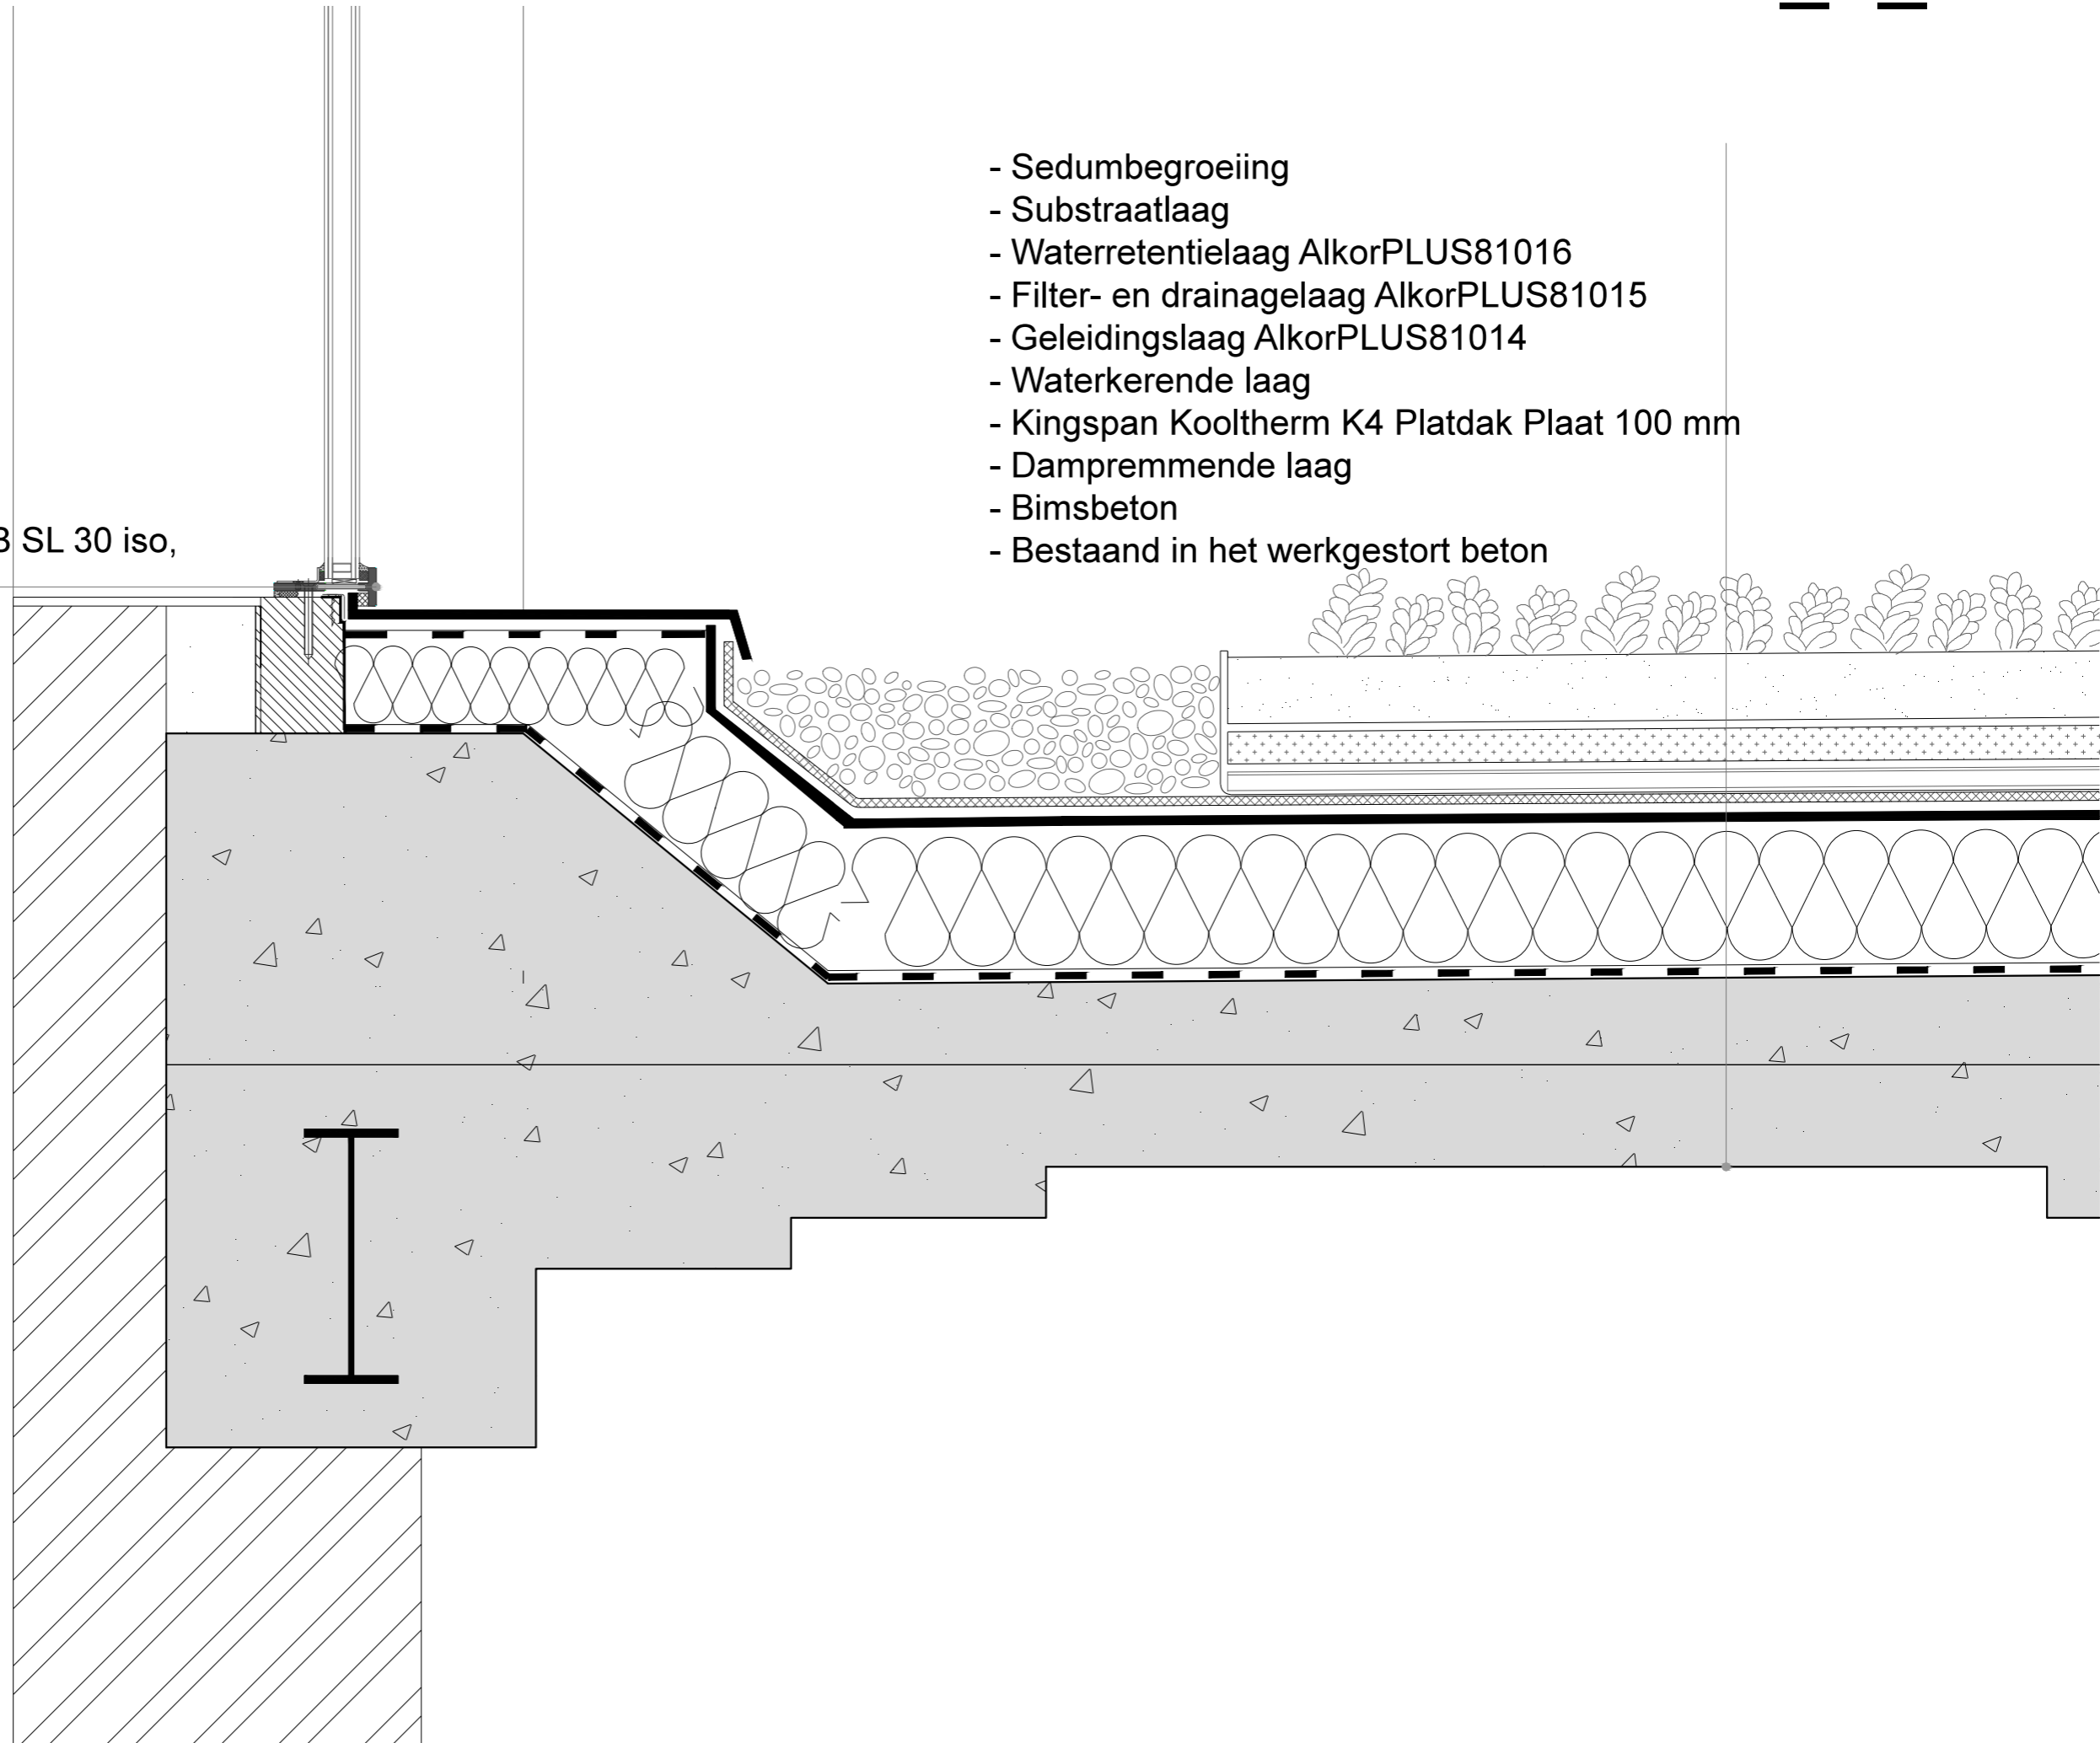 - Sedumbegroeiing
- Substraatlaag
- Waterretentielaag AlkorPLUS81016
- Filter- en drainagelaag AlkorPLUS81015
- Geleidingslaag AlkorPLUS81014
- Waterkerende laag
- Kingspan Kooltherm K4 Platdak Plaat 100 mm
- Dampremmende laag
- Bimsbeton
- Bestaand in het werkgestort beton
SL 30 iso,